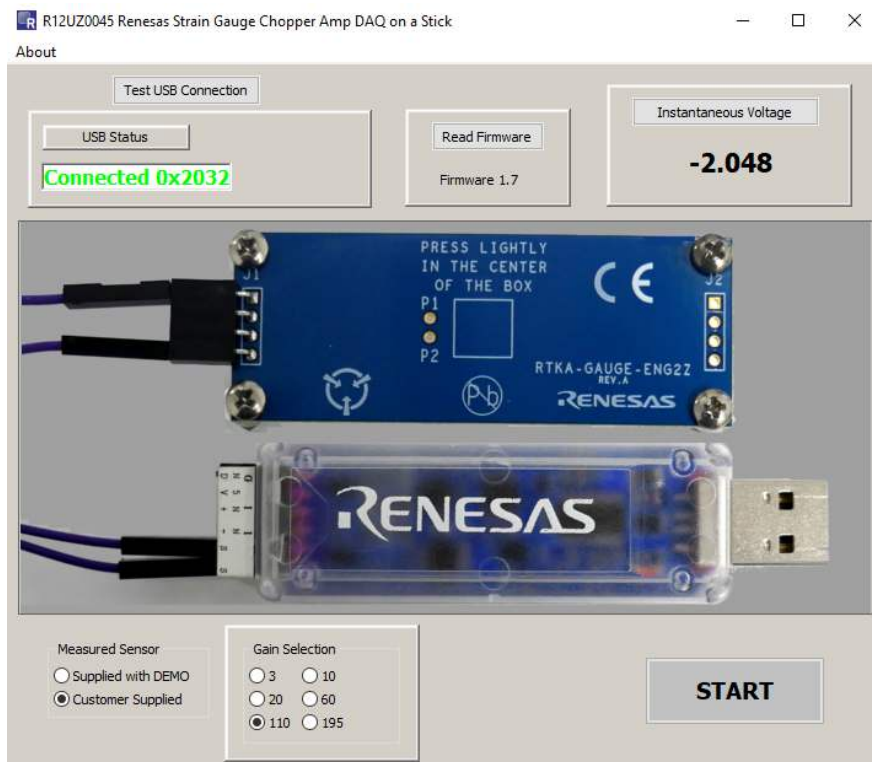 R12UZ0045 Renesas Strain Gauge Chopper Amp DAQ on a Stick
About
Test USB Connection
USB Status
Connected 0x2032
Read Firmware
Firmware 1.7
Instantaneous Voltage
-2.048
PRESS LIGHTLY
IN THE CENTER
OF THE BOX
J1
P1
P2
CE
J2
RTKA-GAUGE-ENG2Z
REV.A
RENESAS
Pb
RENESAS
Measured Sensor
Supplied with DEMO
Customer Supplied
Gain Selection
3 10
20 60
110 195
START